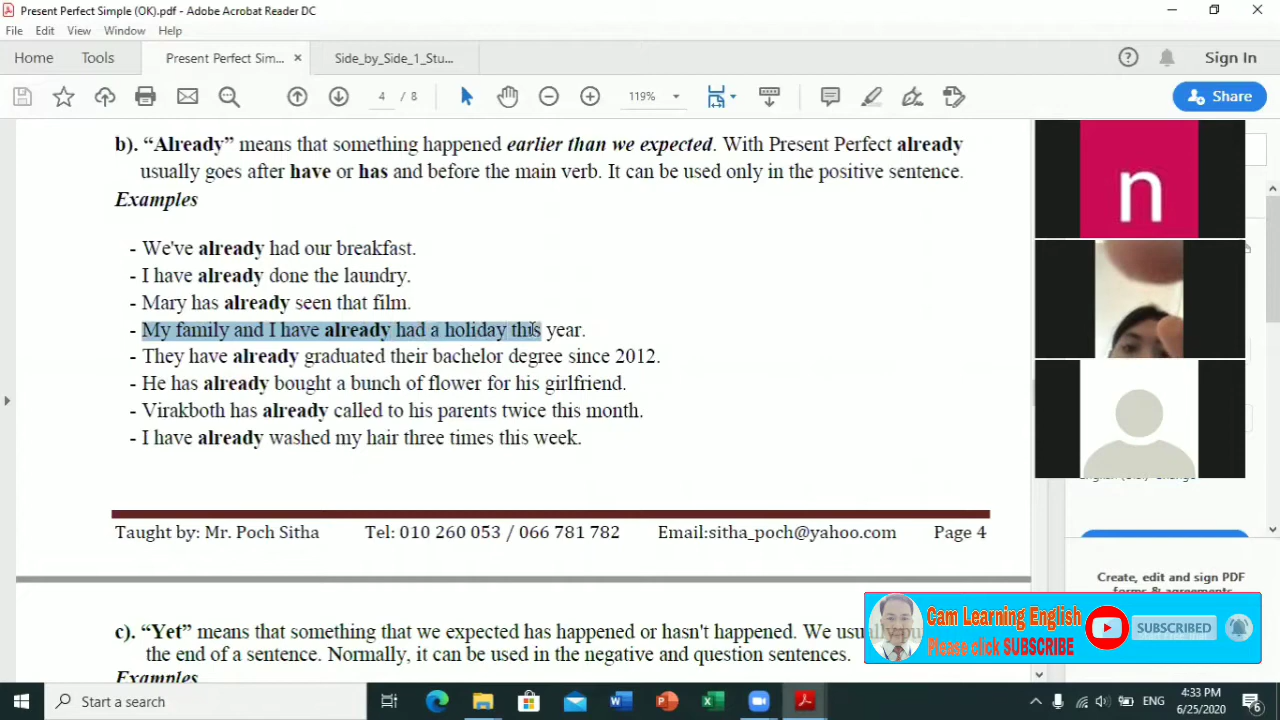 Present Perfect Simple (OK).pdf - Adobe Acrobat Reader DC
File Edit View Window Help
Home Tools Present Perfect Sim... × Side_by_Side_1_Stu... Sign In
4 / 8 119% Share
b). “Already” means that something happened earlier than we expected. With Present Perfect already
usually goes after have or has and before the main verb. It can be used only in the positive sentence.
Examples
- We've already had our breakfast.
- I have already done the laundry.
- Mary has already seen that film.
- My family and I have already had a holiday this year.
- They have already graduated their bachelor degree since 2012.
- He has already bought a bunch of flower for his girlfriend.
- Virakboth has already called to his parents twice this month.
- I have already washed my hair three times this week.
n
Taught by: Mr. Poch Sitha Tel: 010 260 053 / 066 781 782 Email:sitha_poch@yahoo.com Page 4
Create, edit and sign PDF
forms & agreements
c). “Yet” means that something that we expected has happened or hasn't happened. We usually
the end of a sentence. Normally, it can be used in the negative and question sentences.
Examples
Cam Learning English
Please click SUBSCRIBE
SUBSCRIBED
Start a search
ENG
4:33 PM
6/25/2020
6